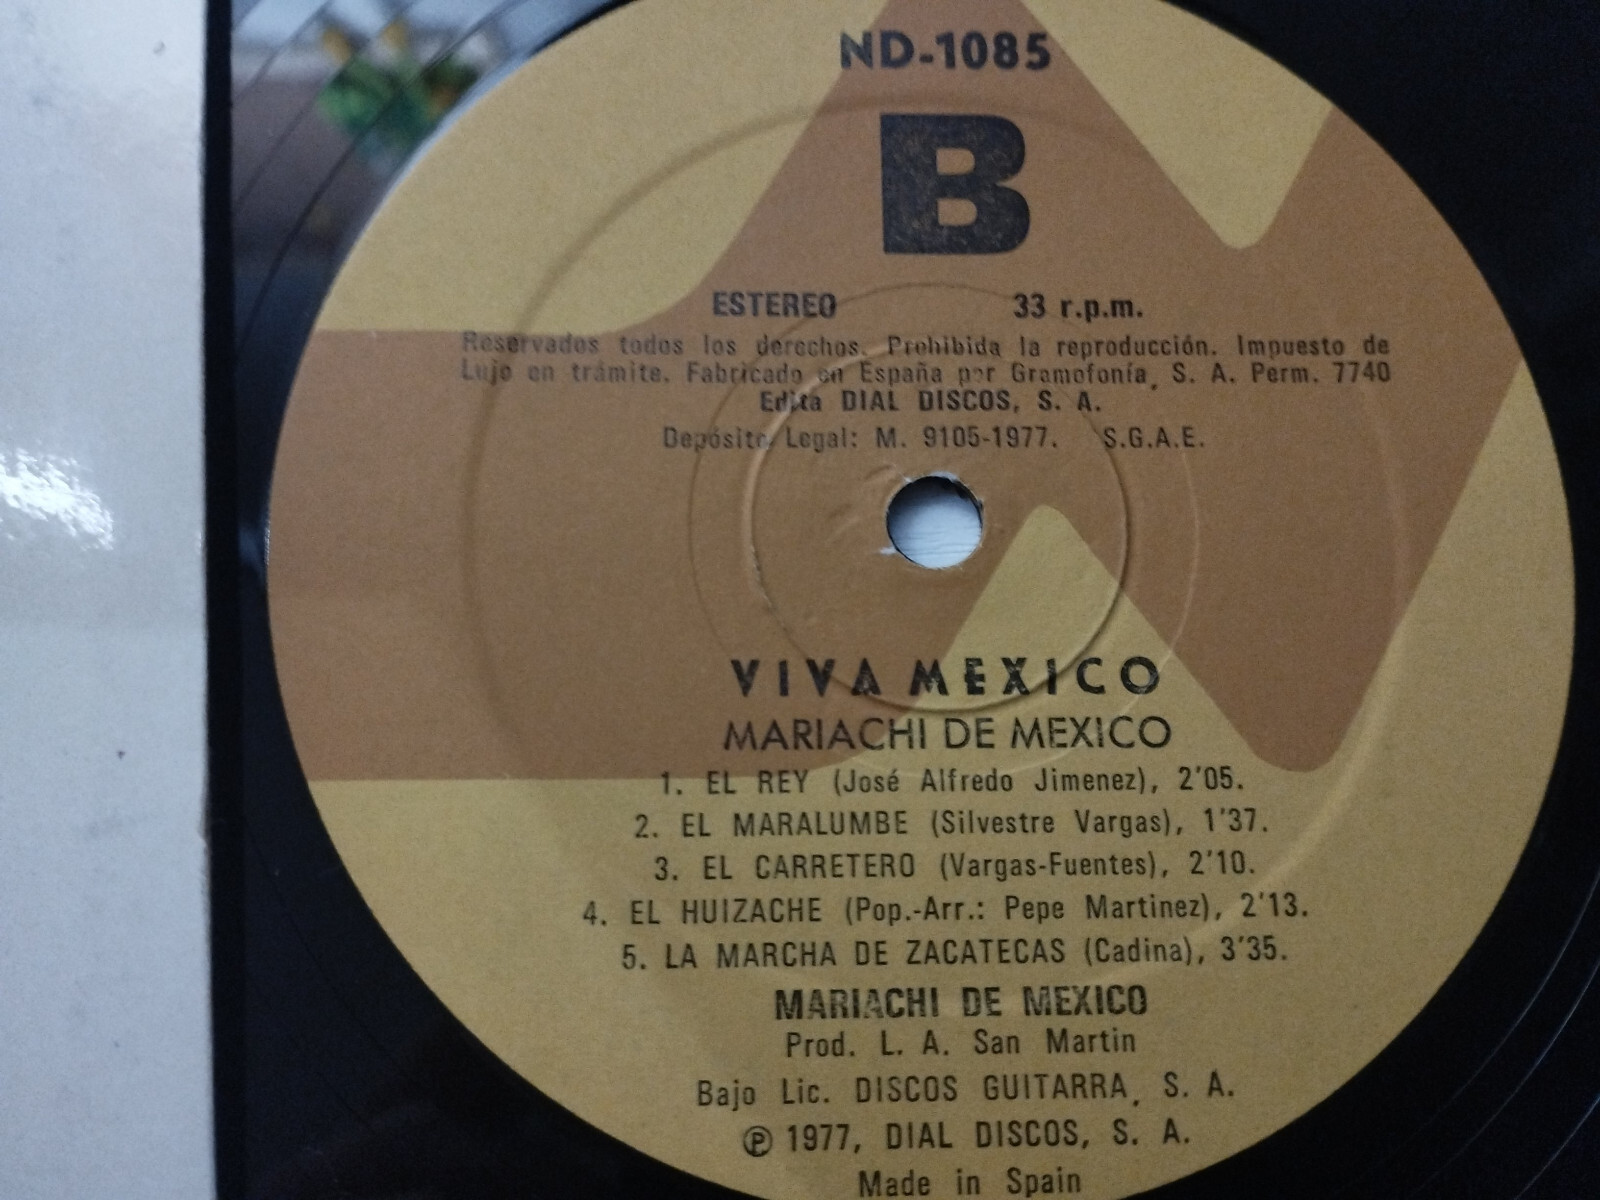 ND-1085
B
ESTEREO 33 r.p.m.
Reservados todos los derechos. Prohibida la reproducción. Impuesto de
Lujo en trámite. Fabricado en España por Gramofonía, S. A. Perm. 7740
Edita DIAL DISCOS, S. A.
Depósito Legal: M. 9105-1977. S.G.A.E.
VIVA MEXICO
MARIACHI DE MEXICO
1. EL REY (José Alfredo Jimenez), 2'05.
2. EL MARALUMBE (Silvestre Vargas), 1'37.
3. EL CARRETERO (Vargas-Fuentes), 2'10.
4. EL HUIZACHE (Pop.-Arr.: Pepe Martinez), 2'13.
5. LA MARCHA DE ZACATECAS (Cadina), 3'35.
MARIACHI DE MEXICO
Prod. L. A. San Martin
Bajo Lic. DISCOS GUITARRA, S. A.
℗ 1977, DIAL DISCOS, S. A.
Made in Spain